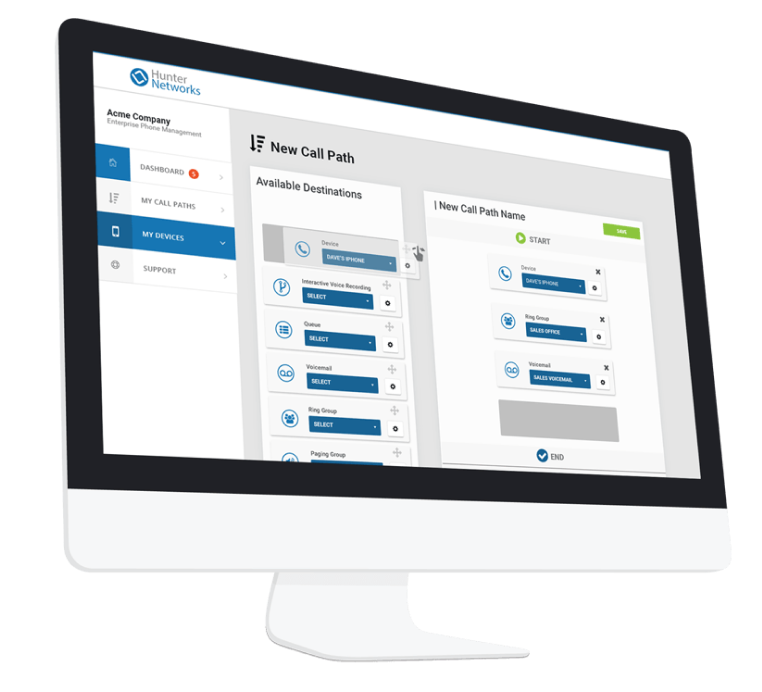 Hunter
Networks
Acme Company
Enterprise Phone Management
DASHBOARD 5
MY CALL PATHS
MY DEVICES
SUPPORT
New Call Path
Available Destinations
Device
DAVE'S IPHONE
Interactive Voice Recording
SELECT
Queue
SELECT
Voicemail
SELECT
Ring Group
SELECT
Paging Group
New Call Path Name
SAVE
START
Device
DAVE'S IPHONE
Ring Group
SALES OFFICE
Voicemail
SALES VOICEMAIL
END